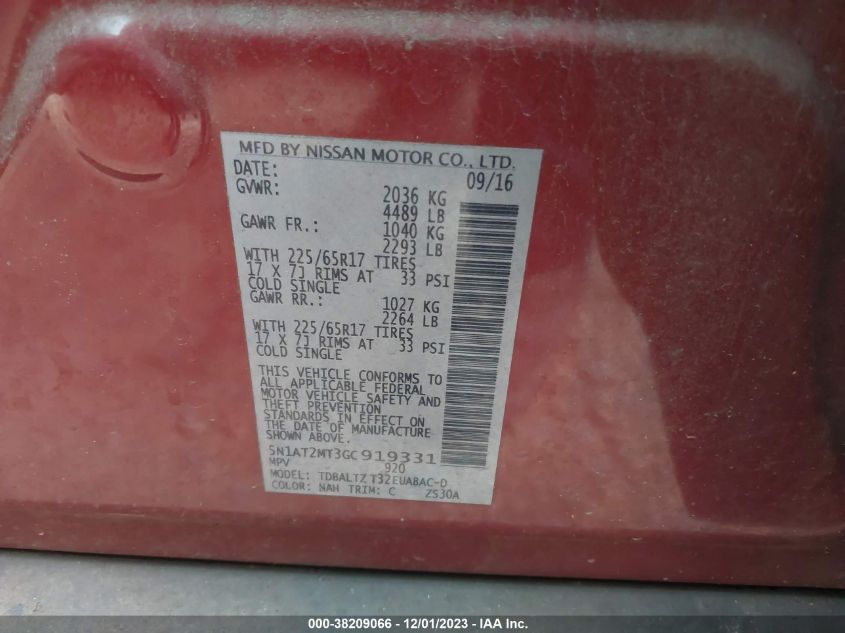 MFD BY NISSAN MOTOR CO., LTD.
DATE: 09/16
GVWR: 2036 KG
4489 LB
GAWR FR.: 1040 KG
2293 LB
WITH 225/65R17 TIRES
17 X 7J RIMS AT 33 PSI
COLD SINGLE
GAWR RR.: 1027 KG
2264 LB
WITH 225/65R17 TIRES
17 X 7J RIMS AT 33 PSI
COLD SINGLE
THIS VEHICLE CONFORMS TO
ALL APPLICABLE FEDERAL
MOTOR VEHICLE SAFETY AND
THEFT PREVENTION
STANDARDS IN EFFECT ON
THE DATE OF MANUFACTURE
SHOWN ABOVE.
5N1AT2MT3GC919331
MPV 920
MODEL: TDBALTZ T32EUABAC-D
COLOR: NAH TRIM: C ZS30A
000-38209066 - 12/01/2023 - IAA Inc.